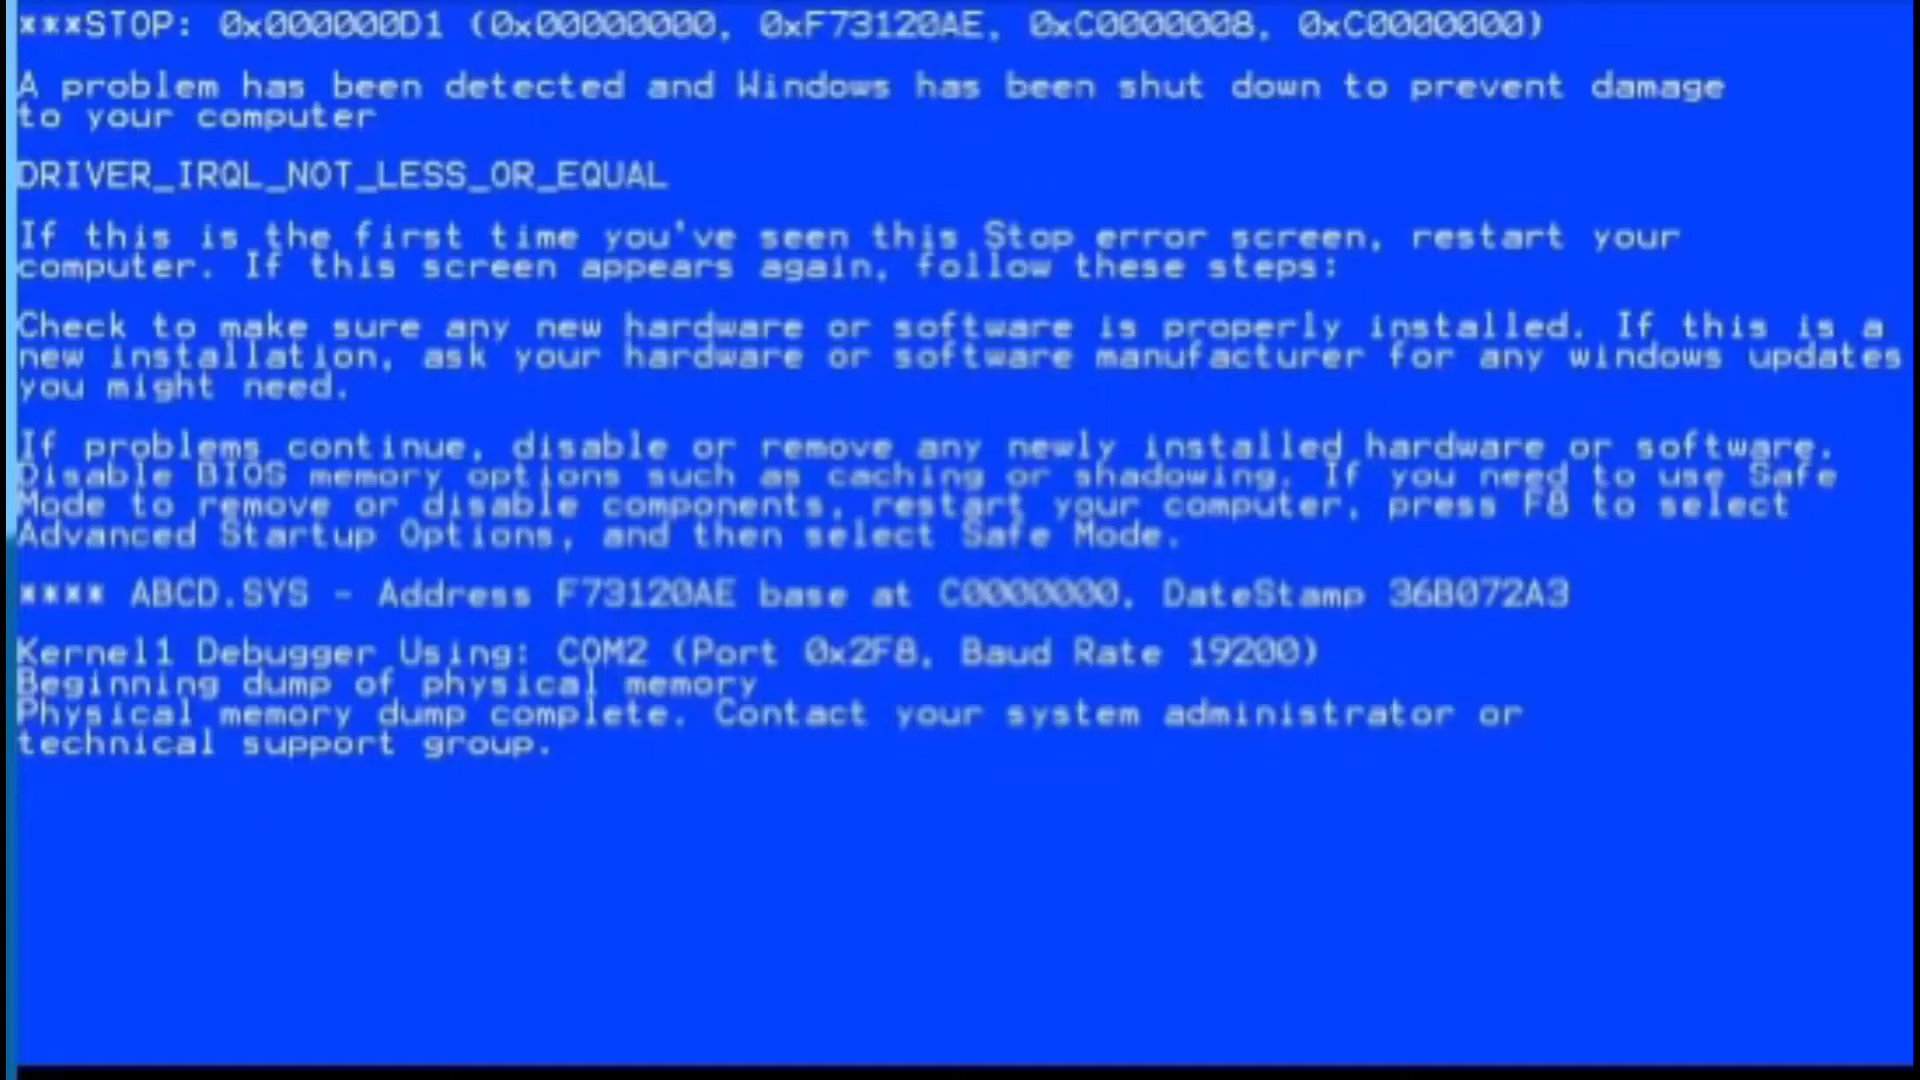 ***STOP: 0x000000D1 (0x00000000, 0xF73120AE, 0xC0000008, 0xC0000000)
A problem has been detected and Windows has been shut down to prevent damage
to your computer
DRIVER_IRQL_NOT_LESS_OR_EQUAL
If this is the first time you've seen this Stop error screen, restart your
computer. If this screen appears again, follow these steps:
Check to make sure any new hardware or software is properly installed. If this is a
new installation, ask your hardware or software manufacturer for any windows updates
you might need.
If problems continue, disable or remove any newly installed hardware or software.
Disable BIOS memory options such as caching or shadowing. If you need to use Safe
Mode to remove or disable components, restart your computer, press F8 to select
Advanced Startup Options, and then select Safe Mode.
**** ABCD.SYS - Address F73120AE base at C0000000, DateStamp 36B072A3
Kernel1 Debugger Using: COM2 (Port 0x2F8, Baud Rate 19200)
Beginning dump of physical memory
Physical memory dump complete. Contact your system administrator or
technical support group.